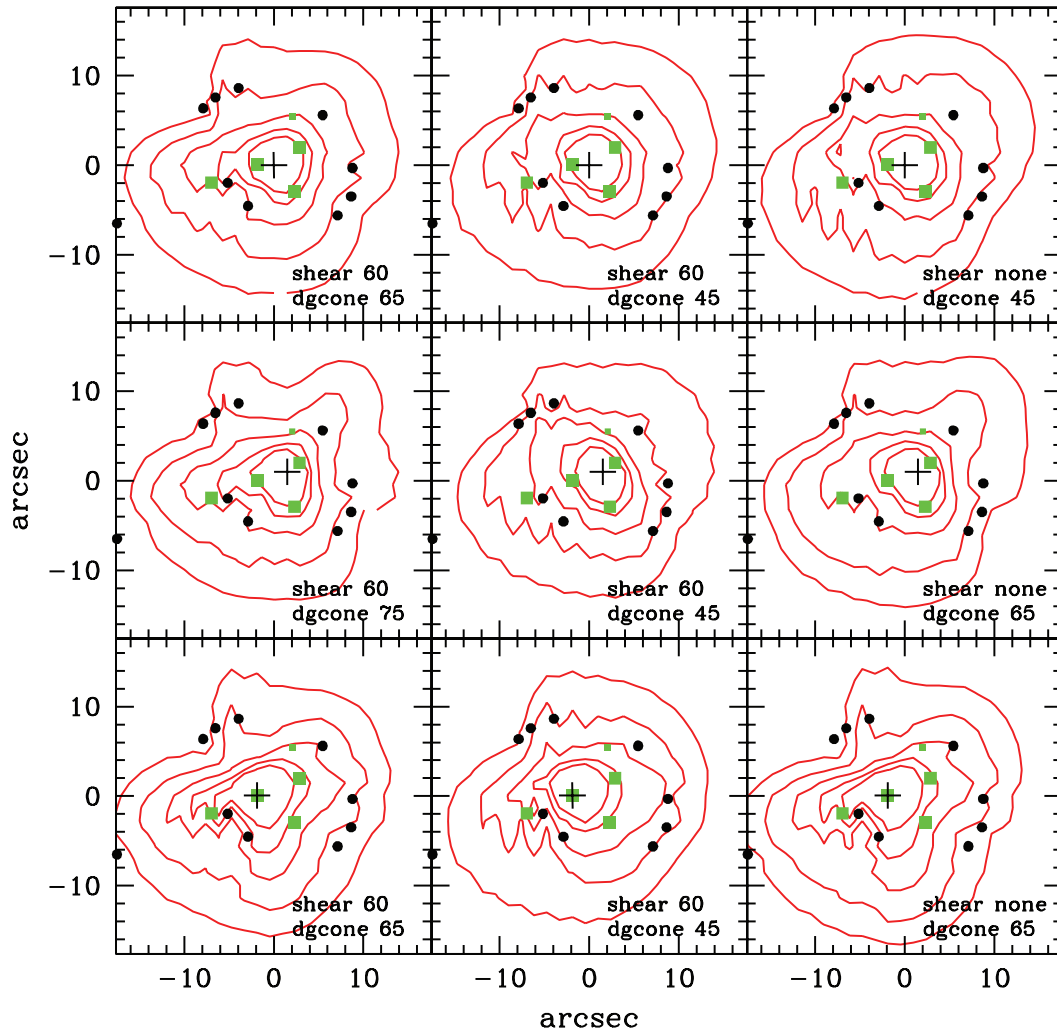 10
0
−10
shear 60
dgcone 65
shear 60
dgcone 45
shear none
dgcone 45
arcsec
10
0
−10
shear 60
dgcone 75
shear 60
dgcone 45
shear none
dgcone 65
10
0
−10
shear 60
dgcone 65
shear 60
dgcone 45
shear none
dgcone 65
−10 0 10 −10 0 10 −10 0 10
arcsec